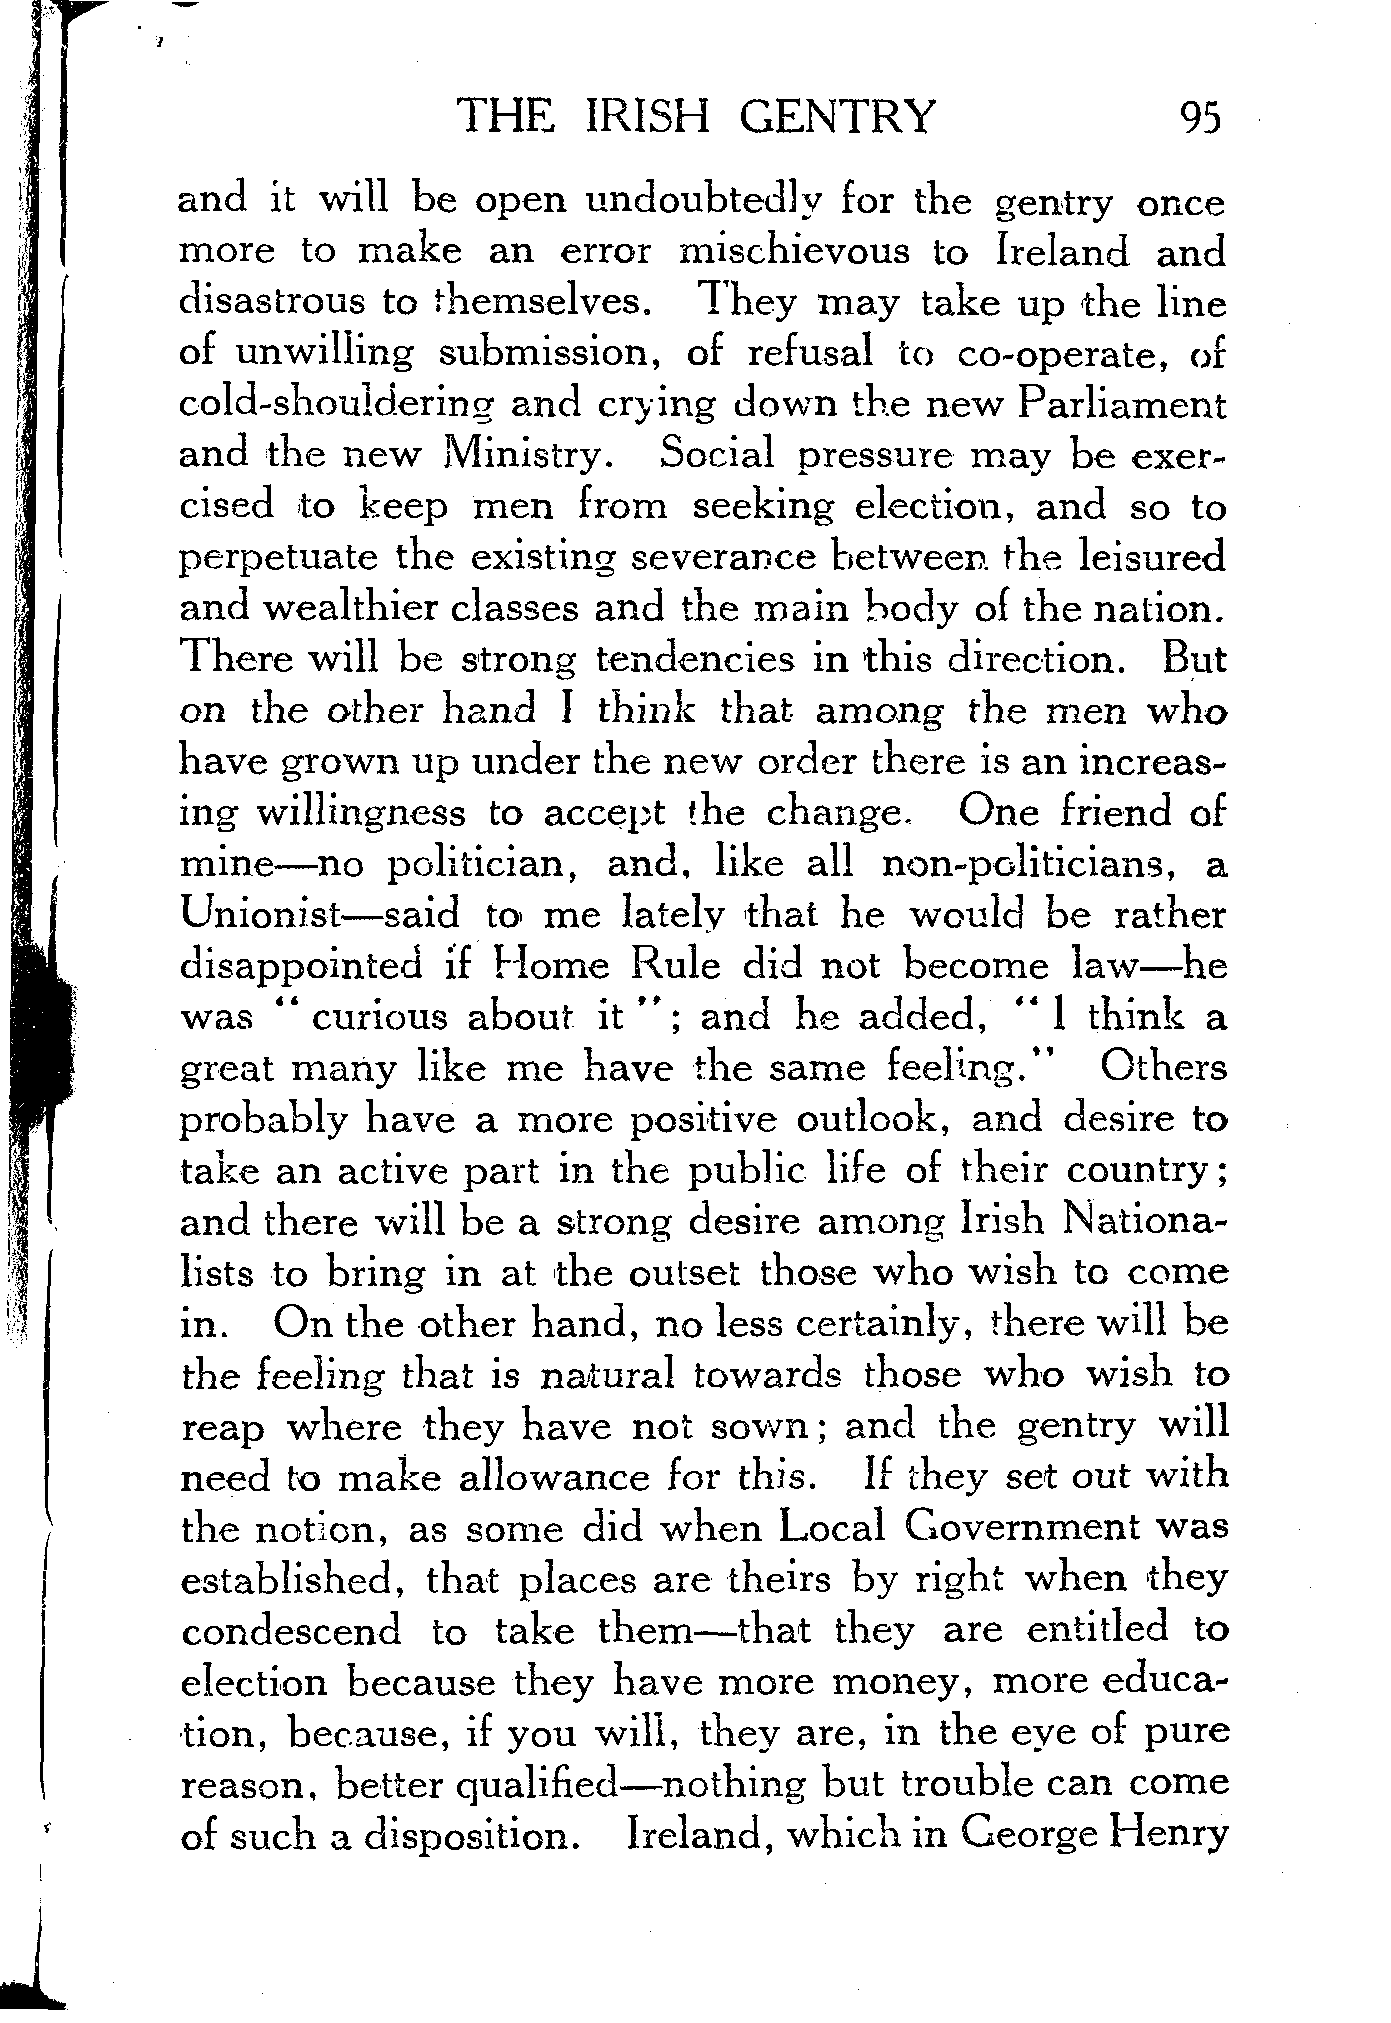 THE IRISH GENTRY 95
and it will be open undoubtedly for the gentry once
more to make an error mischievous to Ireland and
disastrous to themselves. They may take up the line
of unwilling submission, of refusal to co-operate, of
cold-shouldering and crying down the new Parliament
and the new Ministry. Social pressure may be exer-
cised to keep men from seeking election, and so to
perpetuate the existing severance between the leisured
and wealthier classes and the main body of the nation.
There will be strong tendencies in this direction. But
on the other hand I think that among the men who
have grown up under the new order there is an increas-
ing willingness to accept the change. One friend of
mine—no politician, and, like all non-politicians, a
Unionist—said to me lately that he would be rather
disappointed if Home Rule did not become law—he
was “ curious about it ”; and he added, “ I think a
great many like me have the same feeling.” Others
probably have a more positive outlook, and desire to
take an active part in the public life of their country;
and there will be a strong desire among Irish Nationa-
lists to bring in at the outset those who wish to come
in. On the other hand, no less certainly, there will be
the feeling that is natural towards those who wish to
reap where they have not sown; and the gentry will
need to make allowance for this. If they set out with
the notion, as some did when Local Government was
established, that places are theirs by right when they
condescend to take them—that they are entitled to
election because they have more money, more educa-
tion, because, if you will, they are, in the eye of pure
reason, better qualified—nothing but trouble can come
of such a disposition. Ireland, which in George Henry